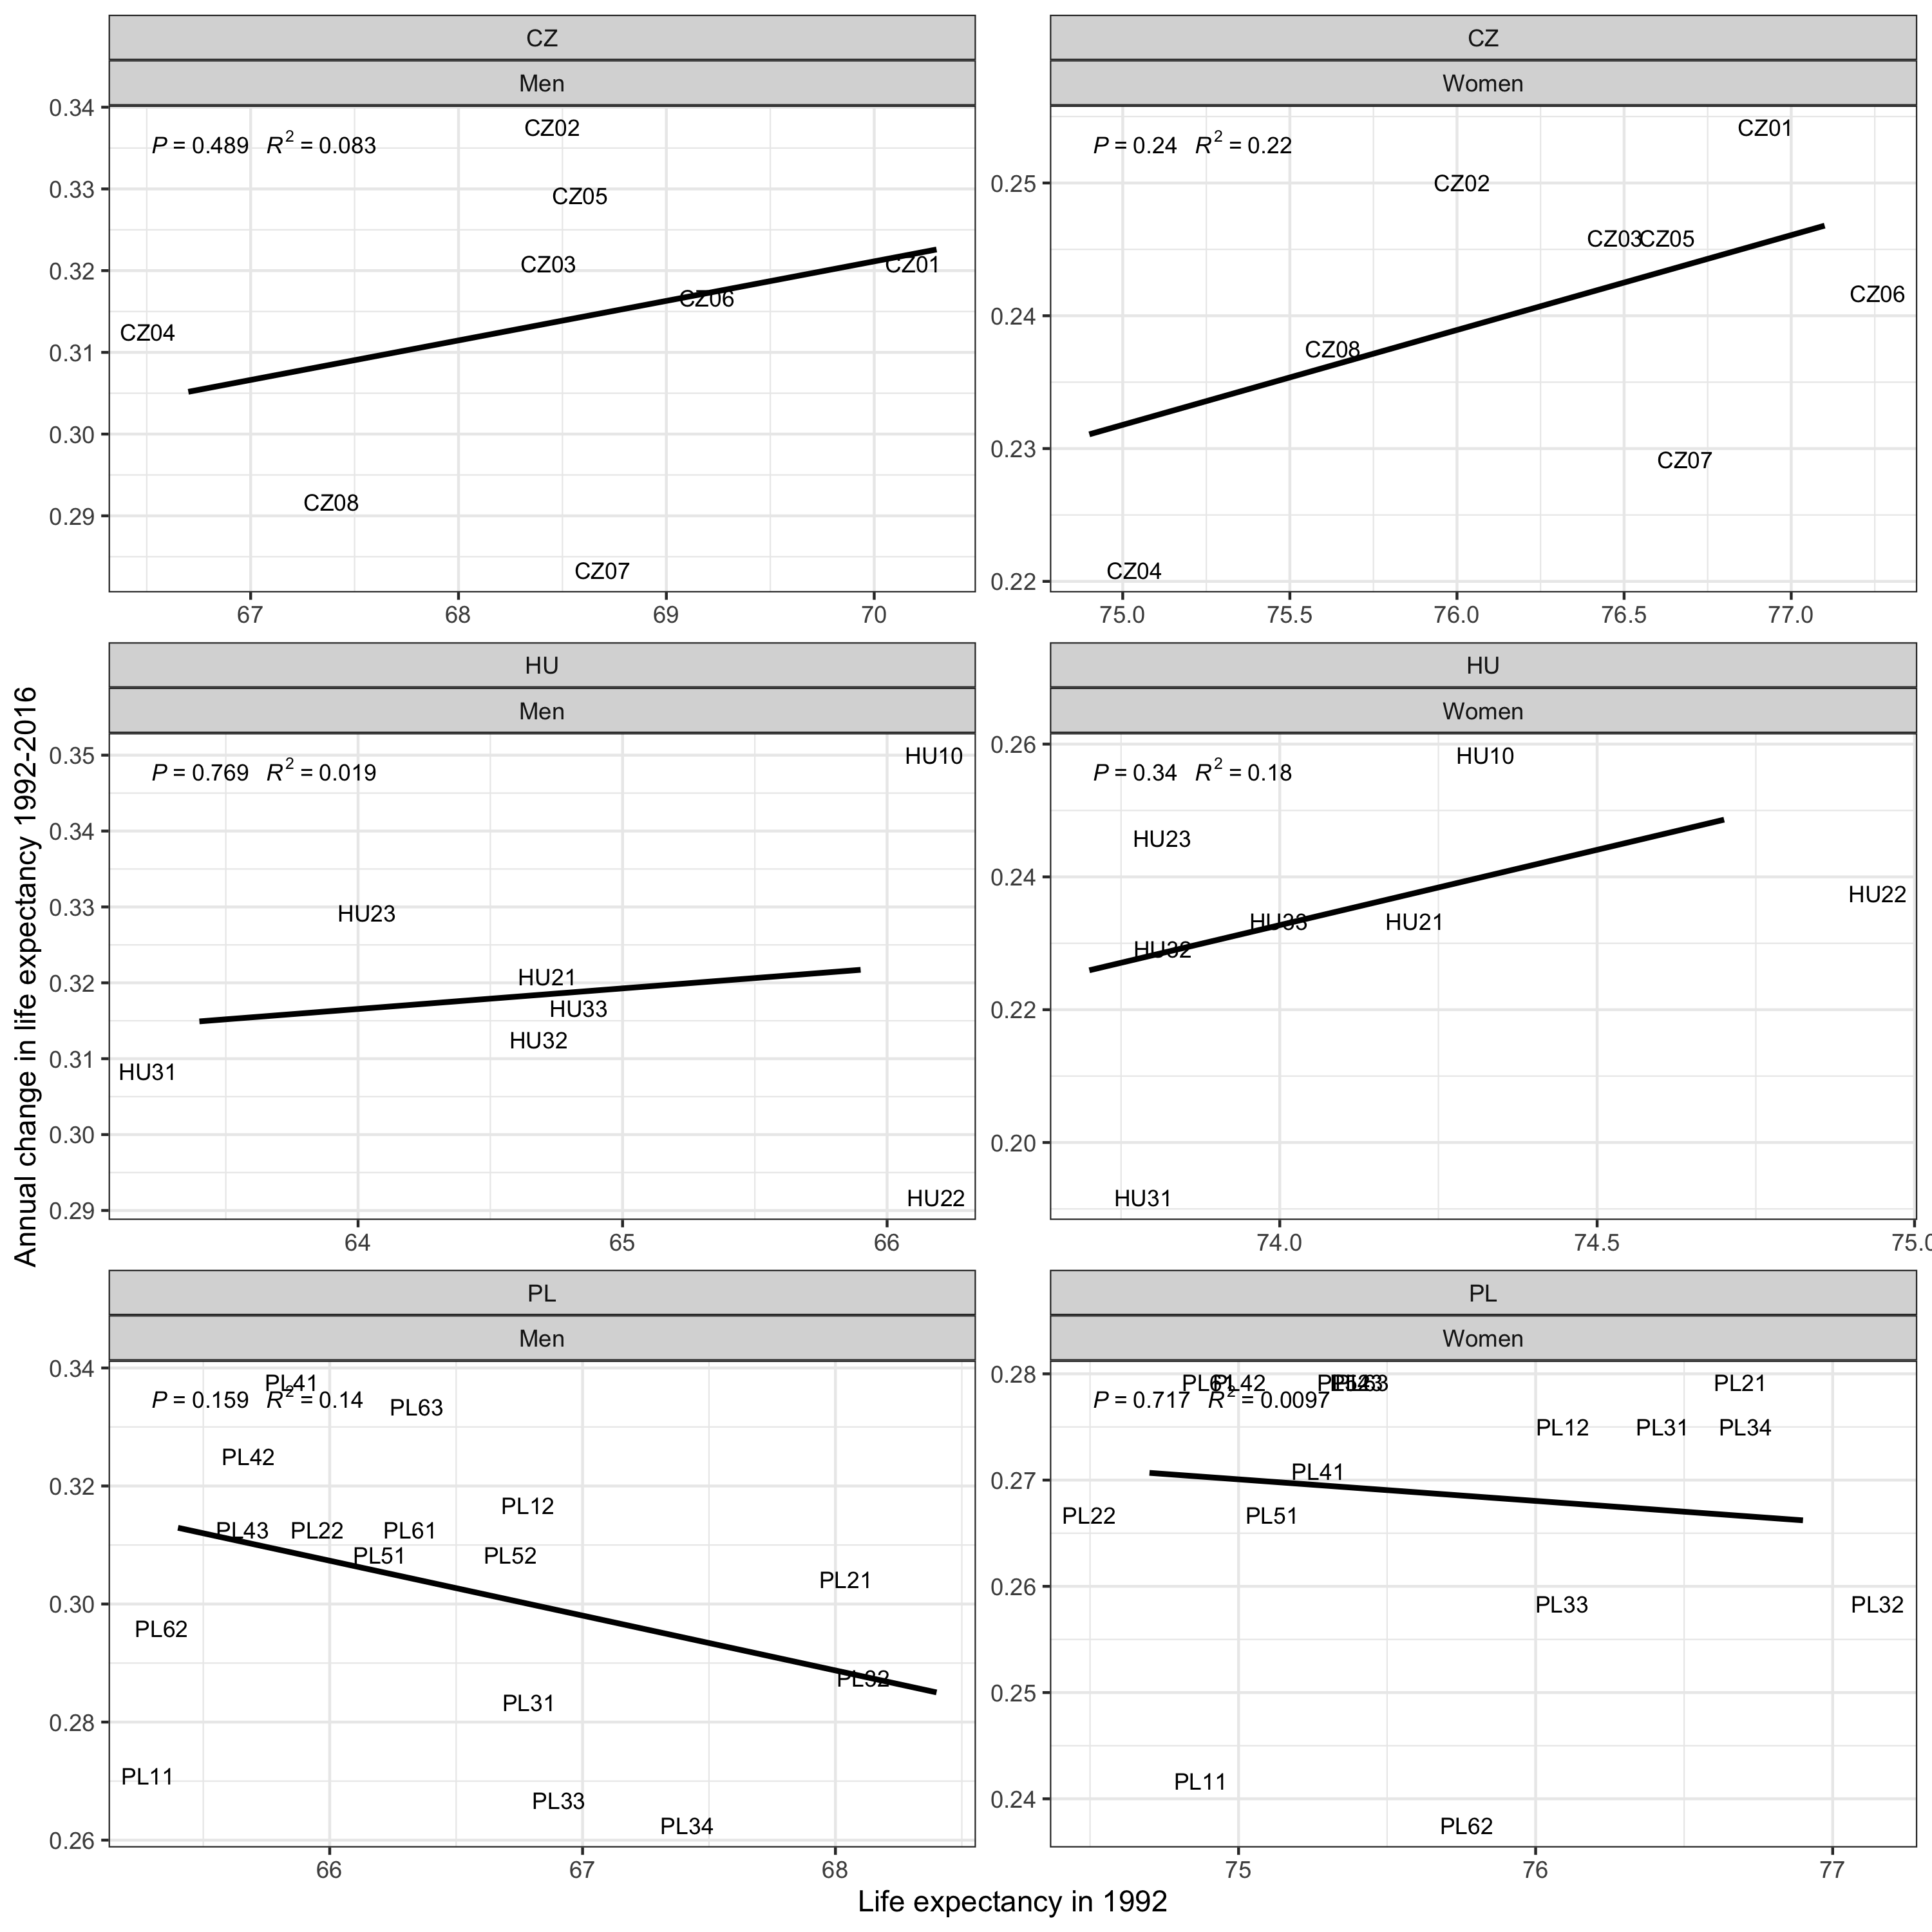 CZ
Men
0.34
0.33
0.32
0.31
0.30
0.29
P = 0.489 R² = 0.083
CZ02
CZ05
CZ03
CZ01
CZ06
CZ04
CZ08
CZ07
67 68 69 70
CZ
Women
0.25
0.24
0.23
0.22
P = 0.24 R² = 0.22
CZ01
CZ02
CZ03 CZ05
CZ06
CZ08
CZ07
CZ04
75.0 75.5 76.0 76.5 77.0
HU
Men
0.35
0.34
0.33
0.32
0.31
0.30
0.29
P = 0.769 R² = 0.019
HU10
HU23
HU21
HU33
HU32
HU31
HU22
64 65 66
HU
Women
0.26
0.24
0.22
0.20
P = 0.34 R² = 0.18
HU10
HU23
HU22
HU33 HU21
HU32
HU31
74.0 74.5
PL
Men
0.34
0.32
0.30
0.28
0.26
PL41
P = 0.159 R² = 0.14
PL63
PL42
PL12
PL43 PL22 PL61
PL51 PL52
PL21
PL62
PL32
PL31
PL11
PL33
PL34
66 67 68
PL
Women
0.28
0.27
0.26
0.25
0.24
PL61 PL42 PL21
P = 0.717 R² = 0.0097
PL12 PL31 PL34
PL41
PL22 PL51
PL33 PL32
PL11
PL62
75 76 77
Annual change in life expectancy 1992-2016
Life expectancy in 1992